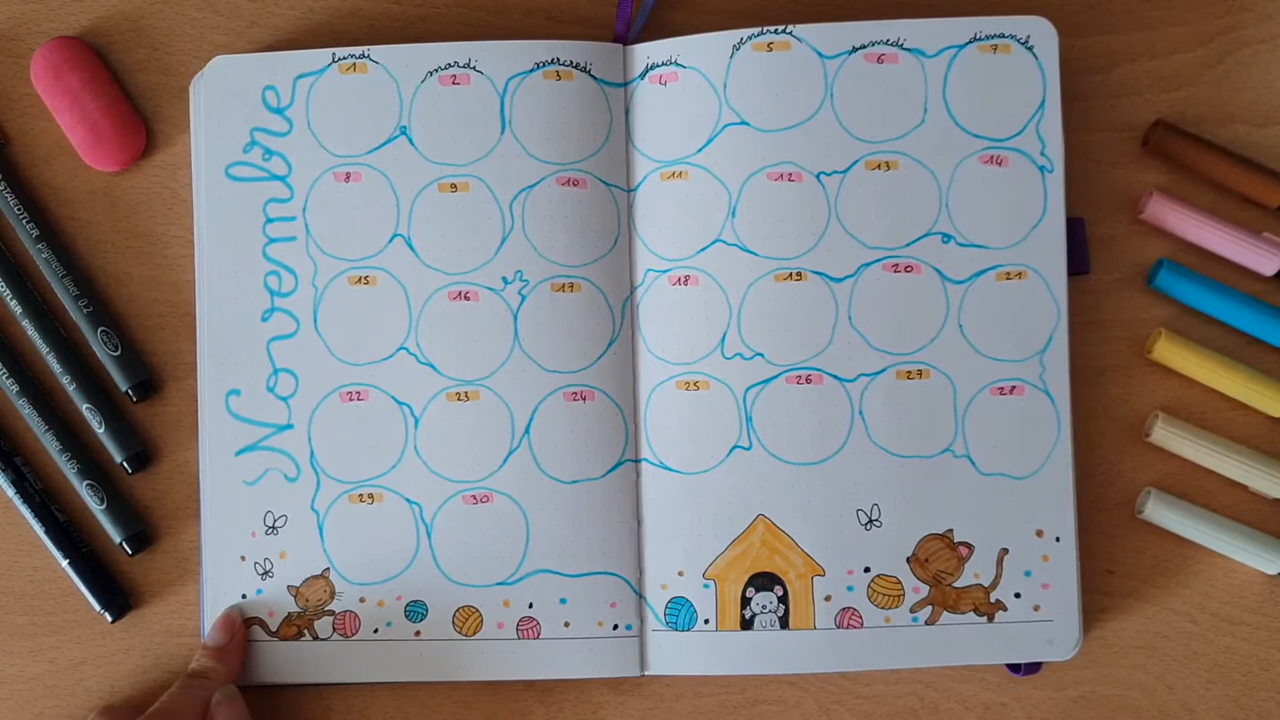 Novembre
lundi mardi mercredi jeudi vendredi samedi dimanche
1 2 3 4 5 6 7
8 9 10 11 12 13 14
15 16 17 18 19 20 21
22 23 24 25 26 27 28
29 30
STAEDTLER pigment liner 0.2
pigment liner 0.3
pigment liner 0.05